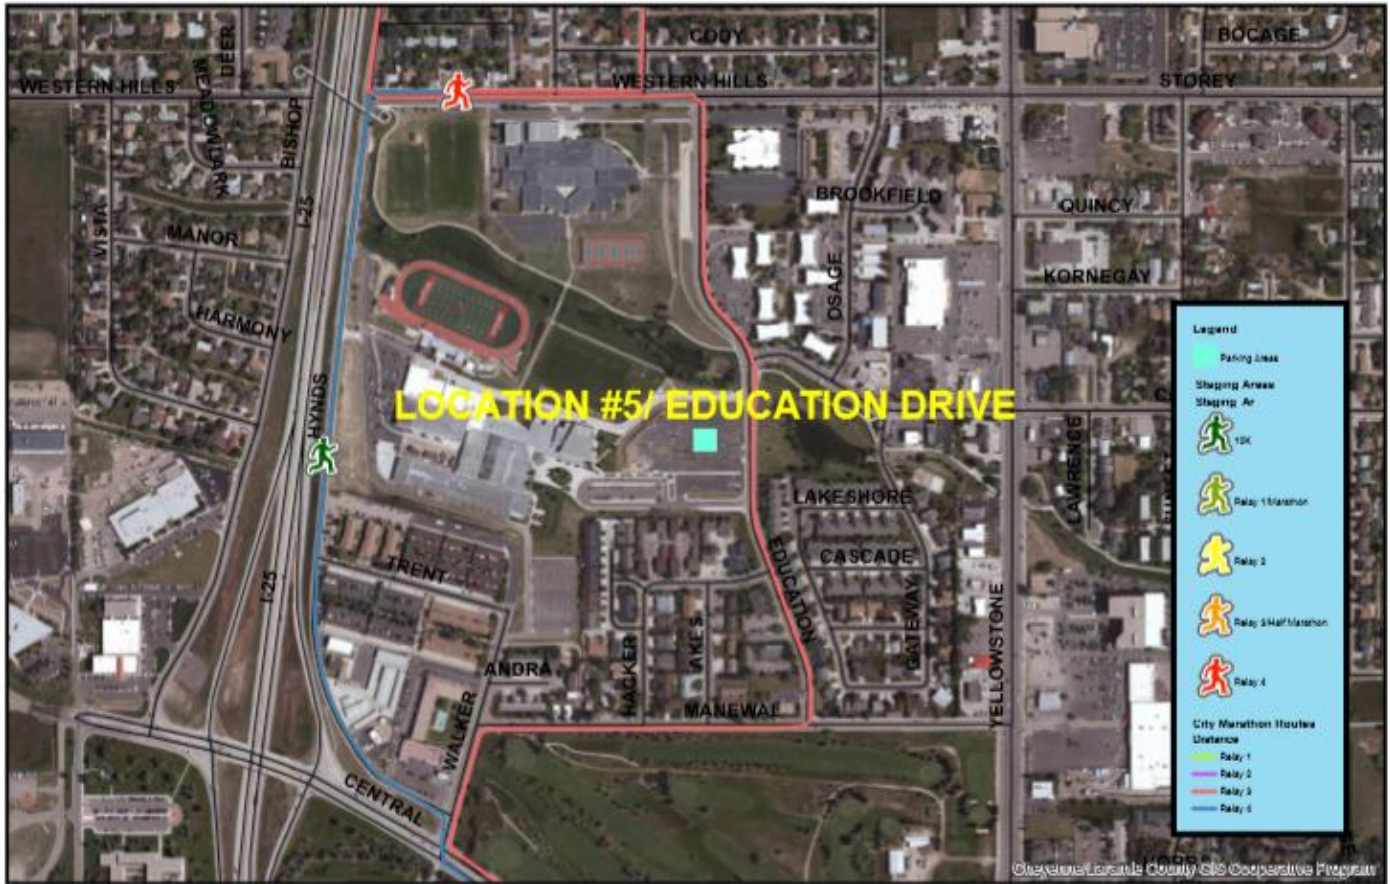 CODY
BOCAGE
DEER
WESTERN HILLS
WESTERN HILLS
STOREY
MEADOWLARK
BISHOP
BROOKFIELD
QUINCY
I-25
VISTA
MANOR
KORNEGAY
OSAGE
HARMONY
HYNDS
LOCATION #5/ EDUCATION DRIVE
LAWRENCE
LAKESHORE
CASCADE
EDUCATION
TRENT
I-25
GATEWAY
YELLOWSTONE
HACKER
LAKES
ANDRA
WALKER
MANEWAL
CENTRAL
Legend
Parking Areas
Staging Areas
Staging_Ar
10K
Relay 1/Marathon
Relay 2
Relay 3/Half Marathon
Relay 4
City Marathon Routes
Distance
Relay 1
Relay 2
Relay 3
Relay 4
Cheyenne/Laramie County GIS Cooperative Program